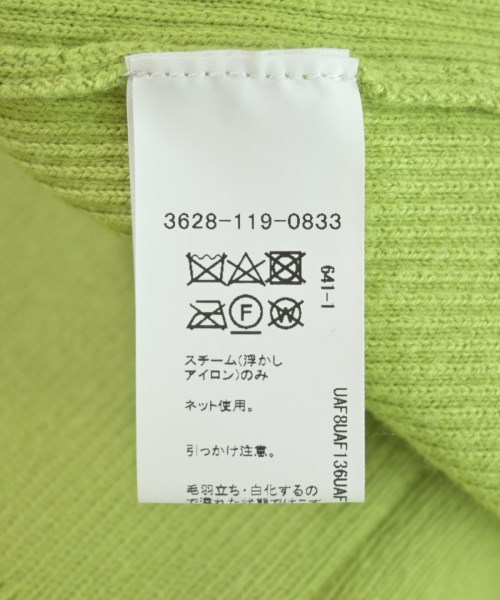 3628-119-0833
641-1
F
W
スチーム(浮かし
アイロン)のみ
ネット使用。
引っかけ注意。
毛羽立ち・白化するの
UAF8UAF136UAF